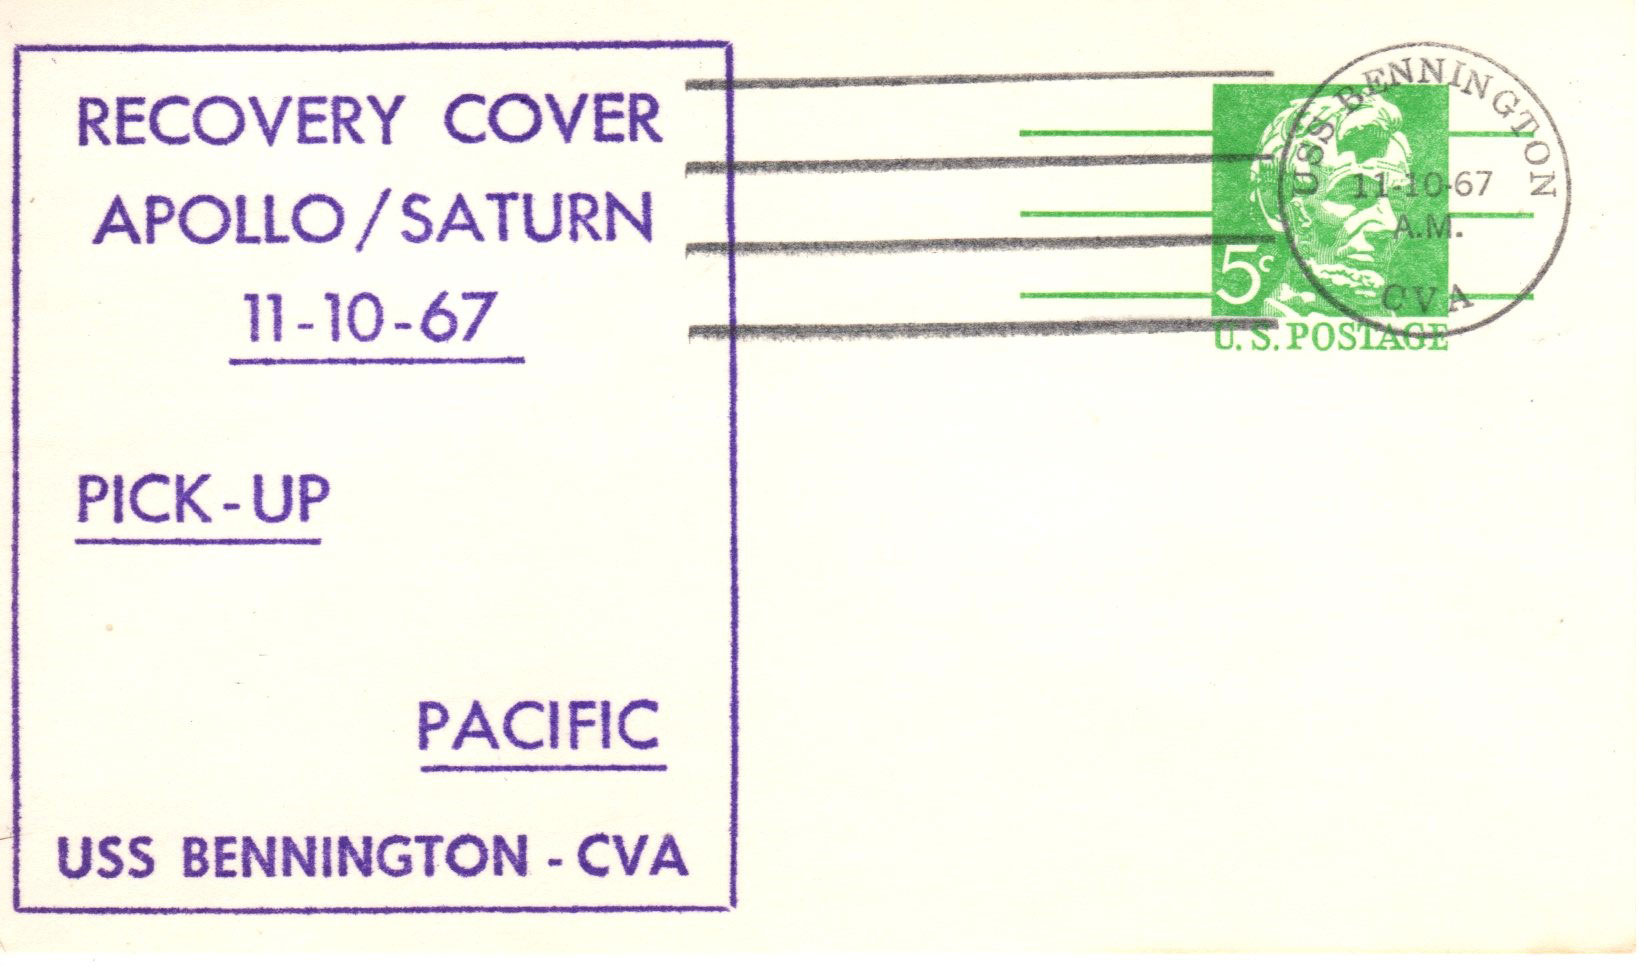 RECOVERY COVER
APOLLO/SATURN
11-10-67
PICK-UP
PACIFIC
USS BENNINGTON - CVA
USS BENNINGTON
11-10-67
A.M.
CVA
5c
U.S. POSTAGE